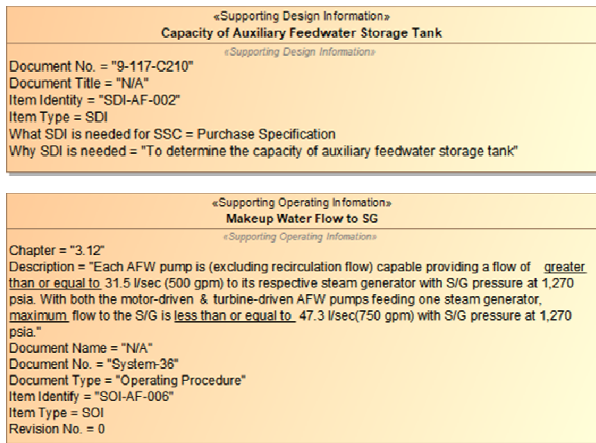 «Supporting Design Information»
Capacity of Auxiliary Feedwater Storage Tank
«Supporting Design Information»
Document No. = "9-117-C210"
Document Title = "N/A"
Item Identity = "SDI-AF-002"
Item Type = SDI
What SDI is needed for SSC = Purchase Specification
Why SDI is needed = "To determine the capacity of auxiliary feedwater storage tank"
«Supporting Operating Infomation»
Makeup Water Flow to SG
«Supporting Operating Infomation»
Chapter = "3.12"
Description = "Each AFW pump is (excluding recirculation flow) capable providing a flow of greater
than or equal to 31.5 l/sec (500 gpm) to its respective steam generator with S/G pressure at 1,270
psia. With both the motor-driven & turbine-driven AFW pumps feeding one steam generator,
maximum flow to the S/G is less than or equal to 47.3 l/sec(750 gpm) with S/G pressure at 1,270
psia."
Document Name = "N/A"
Document No. = "System-36"
Document Type = "Operating Procedure"
Item Identify = "SOI-AF-006"
Item Type = SOI
Revision No. = 0